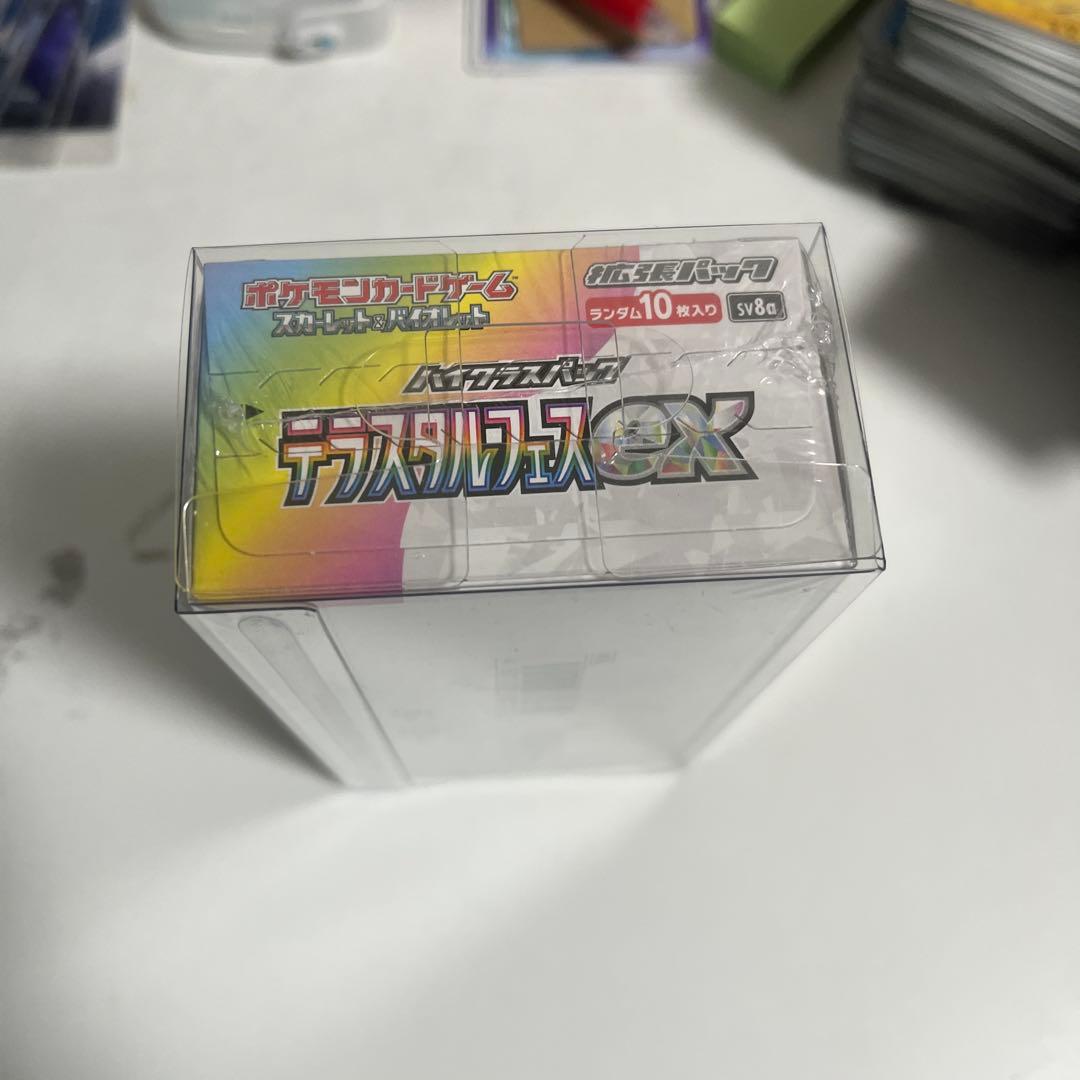 ポケモンカードゲーム
スカーレット&バイオレット
拡張パック
ランダム10枚入り SV8a
ハイクラスパック
テラスタルフェスex